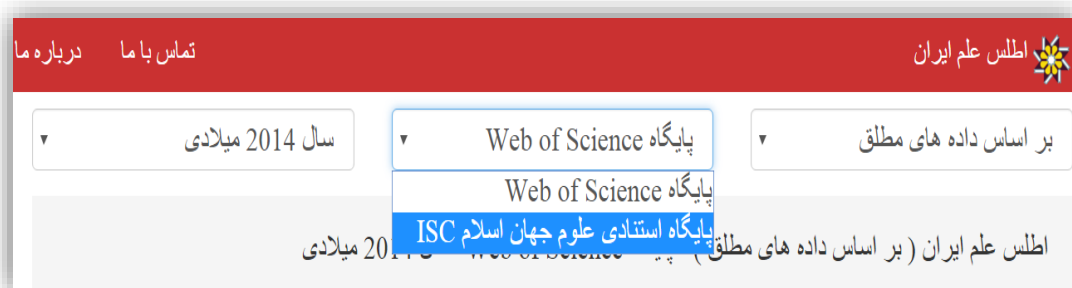 اطلس علم ایران تماس با ما درباره ما
بر اساس داده های مطلق پایگاه Web of Science سال 2014 میلادی
پایگاه Web of Science
پایگاه استنادی علوم جهان اسلام ISC
اطلس علم ایران ( بر اساس داده های مطلق ) میلادی